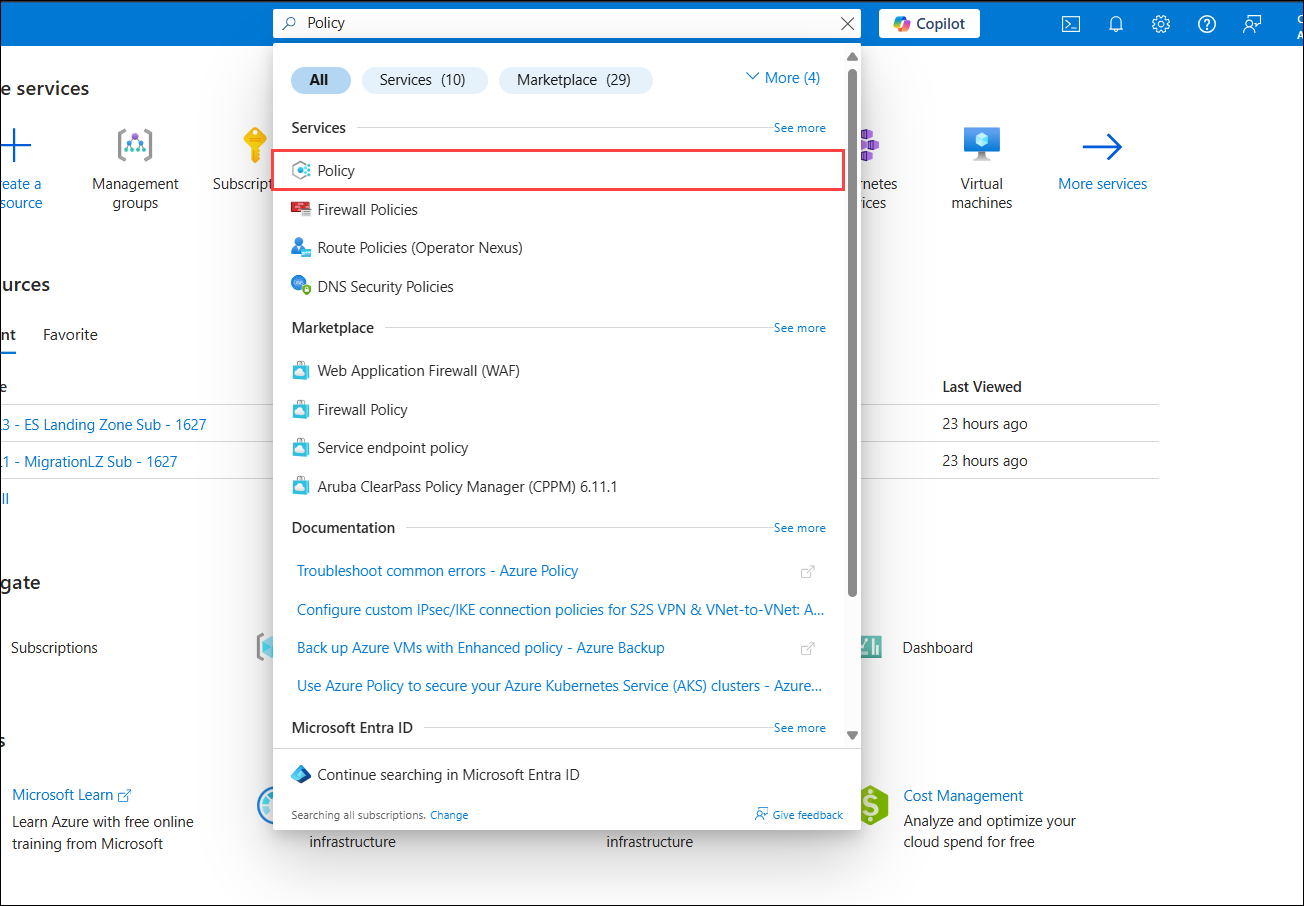 Policy
Copilot
All
Services (10)
Marketplace (29)
More (4)
Services
See more
Policy
Firewall Policies
Route Policies (Operator Nexus)
DNS Security Policies
Marketplace
See more
Web Application Firewall (WAF)
Firewall Policy
Service endpoint policy
Aruba ClearPass Policy Manager (CPPM) 6.11.1
Documentation
See more
Troubleshoot common errors - Azure Policy
Configure custom IPsec/IKE connection policies for S2S VPN & VNet-to-VNet: A...
Back up Azure VMs with Enhanced policy - Azure Backup
Use Azure Policy to secure your Azure Kubernetes Service (AKS) clusters - Azure...
Microsoft Entra ID
See more
Continue searching in Microsoft Entra ID
Searching all subscriptions. Change
Give feedback
e services
reate a
source
Management
groups
Subscript
netes
ices
Virtual
machines
More services
urces
nt
Favorite
e
Last Viewed
3 - ES Landing Zone Sub - 1627
23 hours ago
1 - MigrationLZ Sub - 1627
23 hours ago
ll
gate
Subscriptions
Dashboard
s
Microsoft Learn
Learn Azure with free online
training from Microsoft
infrastructure
infrastructure
Cost Management
Analyze and optimize your
cloud spend for free